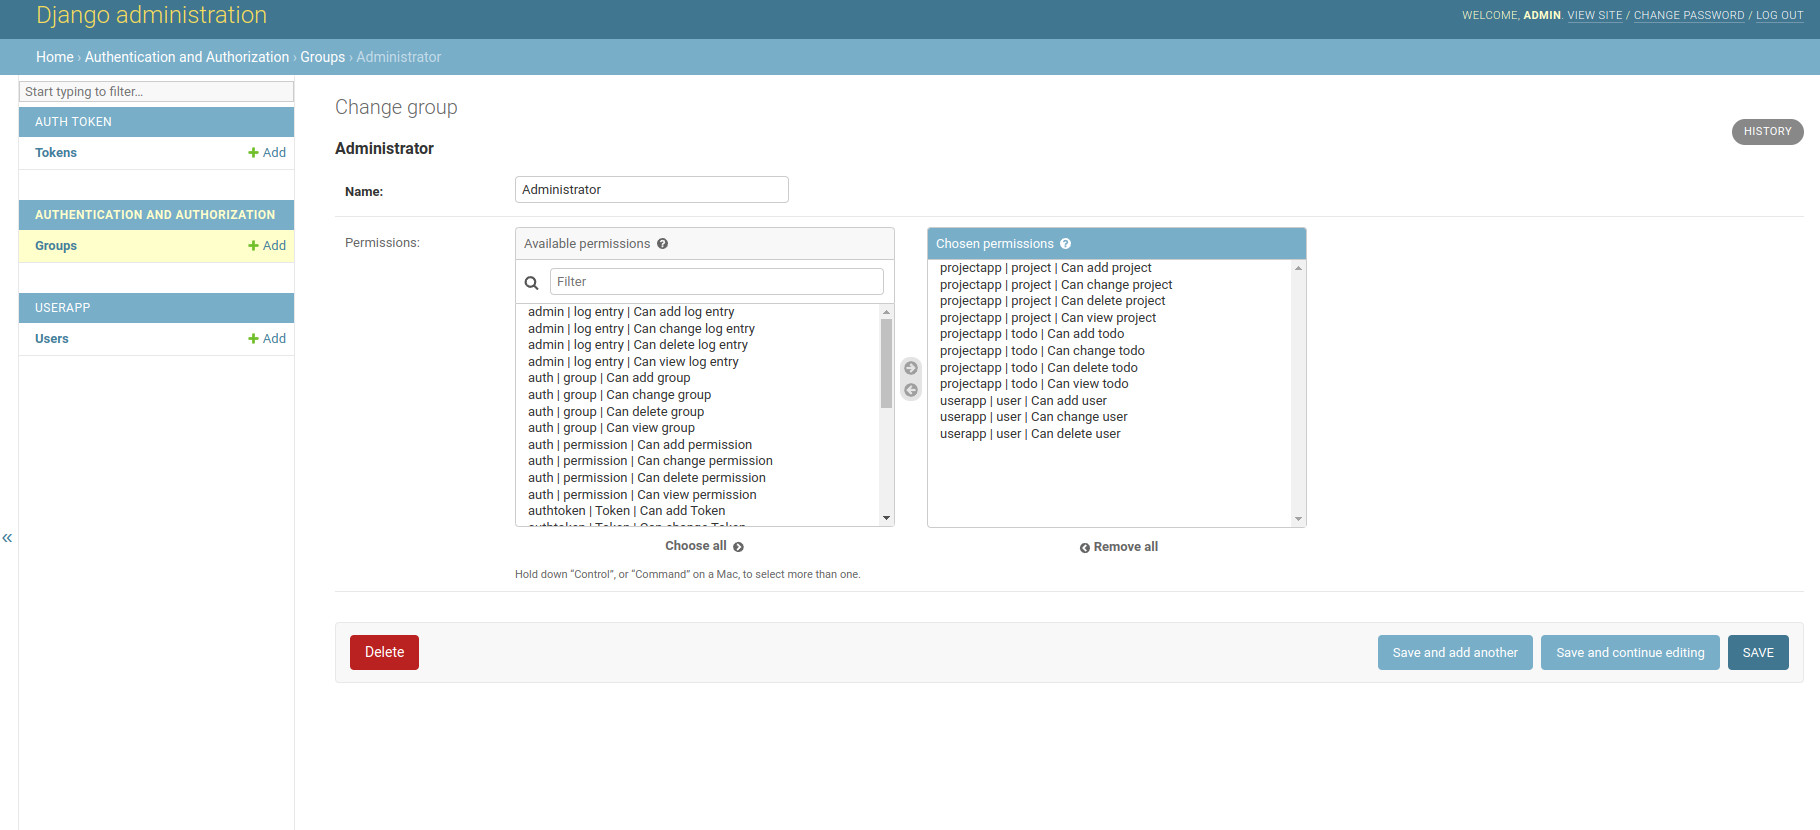 Django administration
WELCOME, ADMIN. VIEW SITE / CHANGE PASSWORD / LOG OUT
Home › Authentication and Authorization › Groups › Administrator
Start typing to filter...
AUTH TOKEN
Tokens
Add
AUTHENTICATION AND AUTHORIZATION
Groups
Add
USERAPP
Users
Add
«
Change group
HISTORY
Administrator
Name:
Administrator
Permissions:
Available permissions
Filter
admin | log entry | Can add log entry
admin | log entry | Can change log entry
admin | log entry | Can delete log entry
admin | log entry | Can view log entry
auth | group | Can add group
auth | group | Can change group
auth | group | Can delete group
auth | group | Can view group
auth | permission | Can add permission
auth | permission | Can change permission
auth | permission | Can delete permission
auth | permission | Can view permission
authtoken | Token | Can add Token
authtoken | Token | Can change Token
Choose all
Hold down “Control”, or “Command” on a Mac, to select more than one.
Chosen permissions
projectapp | project | Can add project
projectapp | project | Can change project
projectapp | project | Can delete project
projectapp | project | Can view project
projectapp | todo | Can add todo
projectapp | todo | Can change todo
projectapp | todo | Can delete todo
projectapp | todo | Can view todo
userapp | user | Can add user
userapp | user | Can change user
userapp | user | Can delete user
Remove all
Delete
Save and add another
Save and continue editing
SAVE